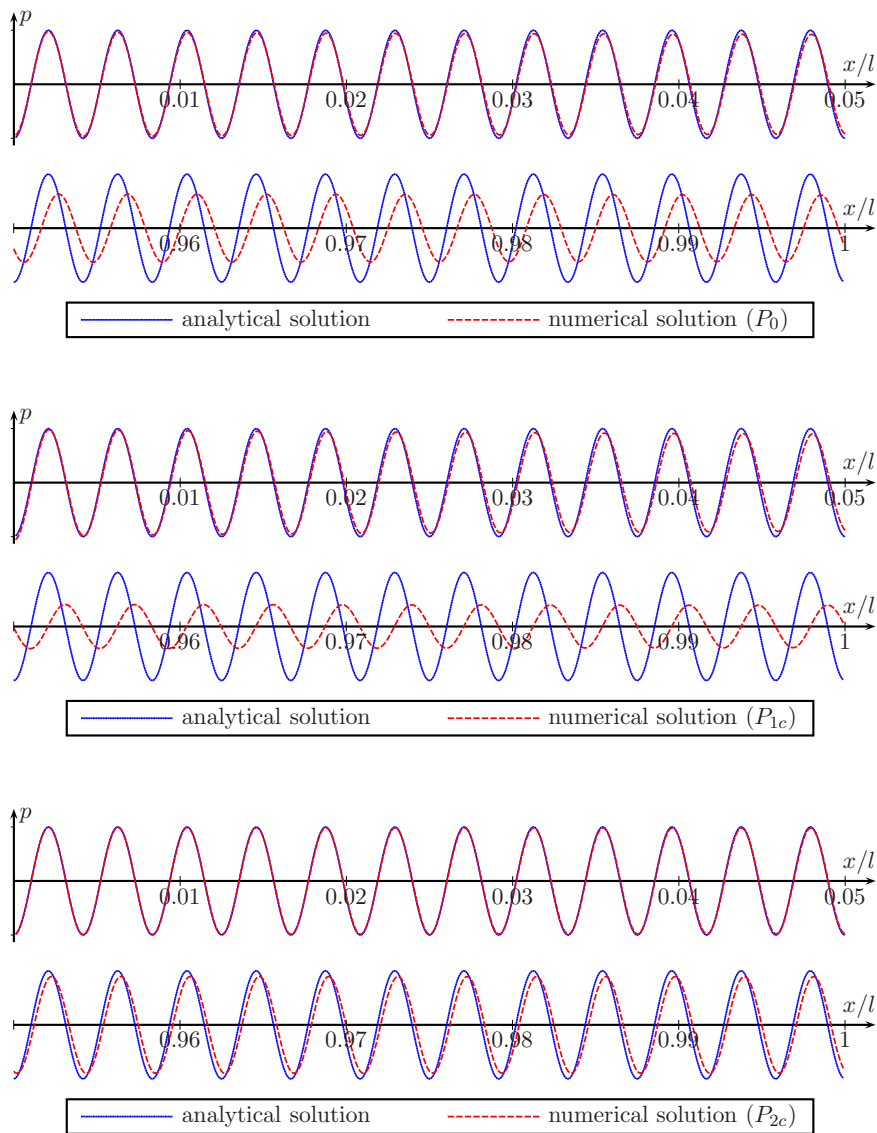 p
x/l
0.01 0.02 0.03 0.04 0.05
x/l
0.96 0.97 0.98 0.99 1
analytical solution numerical solution (P₀)
p
x/l
0.01 0.02 0.03 0.04 0.05
x/l
0.96 0.97 0.98 0.99 1
analytical solution numerical solution (P₁c)
p
x/l
0.01 0.02 0.03 0.04 0.05
x/l
0.96 0.97 0.98 0.99 1
analytical solution numerical solution (P₂c)